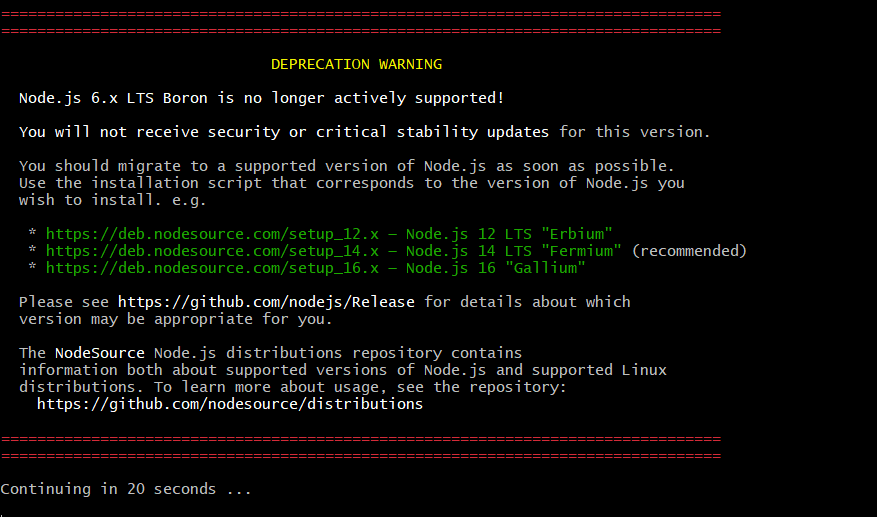 ================================================================================
================================================================================
DEPRECATION WARNING
Node.js 6.x LTS Boron is no longer actively supported!
You will not receive security or critical stability updates for this version.
You should migrate to a supported version of Node.js as soon as possible.
Use the installation script that corresponds to the version of Node.js you
wish to install. e.g.
* https://deb.nodesource.com/setup_12.x — Node.js 12 LTS "Erbium"
* https://deb.nodesource.com/setup_14.x — Node.js 14 LTS "Fermium" (recommended)
* https://deb.nodesource.com/setup_16.x — Node.js 16 "Gallium"
Please see https://github.com/nodejs/Release for details about which
version may be appropriate for you.
The NodeSource Node.js distributions repository contains
information both about supported versions of Node.js and supported Linux
distributions. To learn more about usage, see the repository:
https://github.com/nodesource/distributions
================================================================================
================================================================================
Continuing in 20 seconds ...